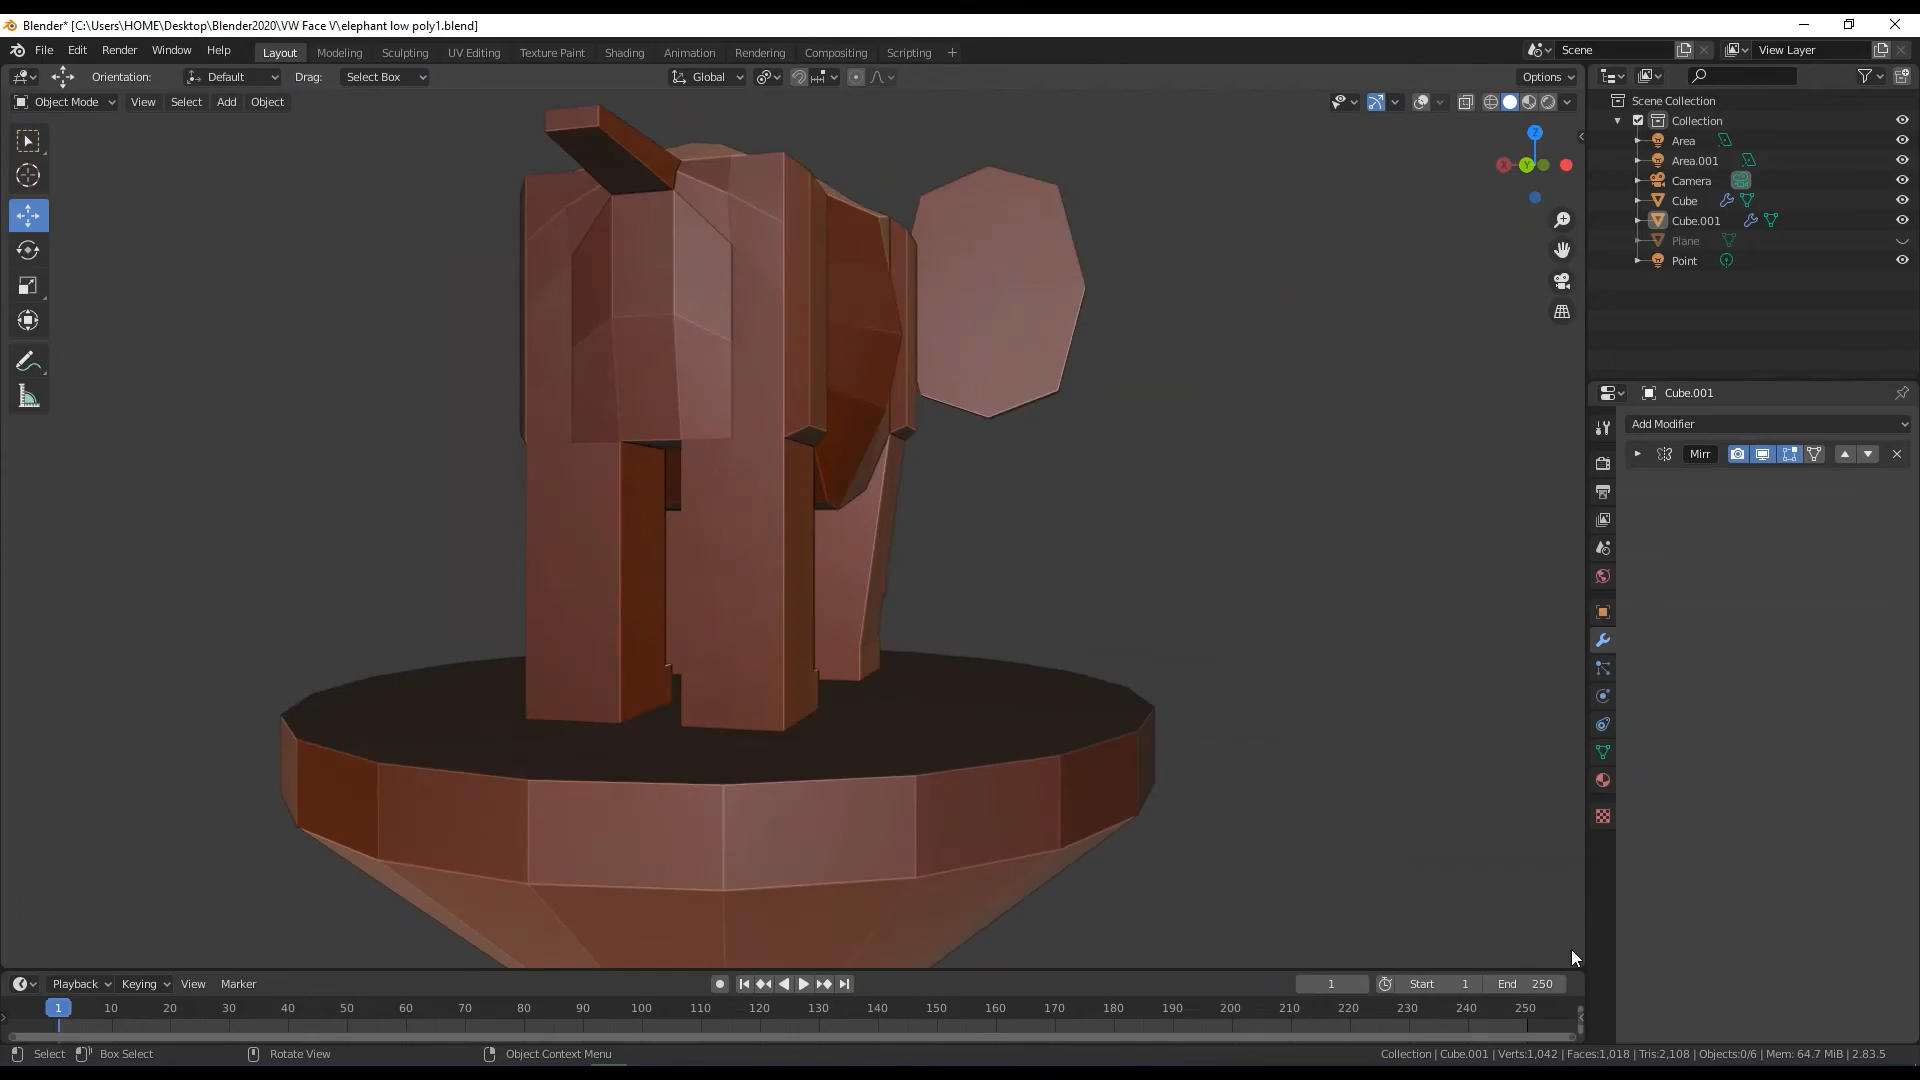 Blender* [C:\Users\HOME\Desktop\Blender2020\VW Face V\elephant low poly1.blend]
File Edit Render Window Help Layout Modeling Sculpting UV Editing Texture Paint Shading Animation Rendering Compositing Scripting + Scene View Layer
Orientation: Default Drag: Select Box Global Options
Object Mode View Select Add Object
Z
X Y
Scene Collection
Collection
Area
Area.001
Camera
Cube
Cube.001
Plane
Point
Cube.001
Add Modifier
Mirr
Playback Keying View Marker 1 Start 1 End 250
1 10 20 30 40 50 60 70 80 90 100 110 120 130 140 150 160 170 180 190 200 210 220 230 240 250
Select Box Select Rotate View Object Context Menu Collection | Cube.001 | Verts:1,042 | Faces:1,018 | Tris:2,108 | Objects:0/6 | Mem: 64.7 MiB | 2.83.5